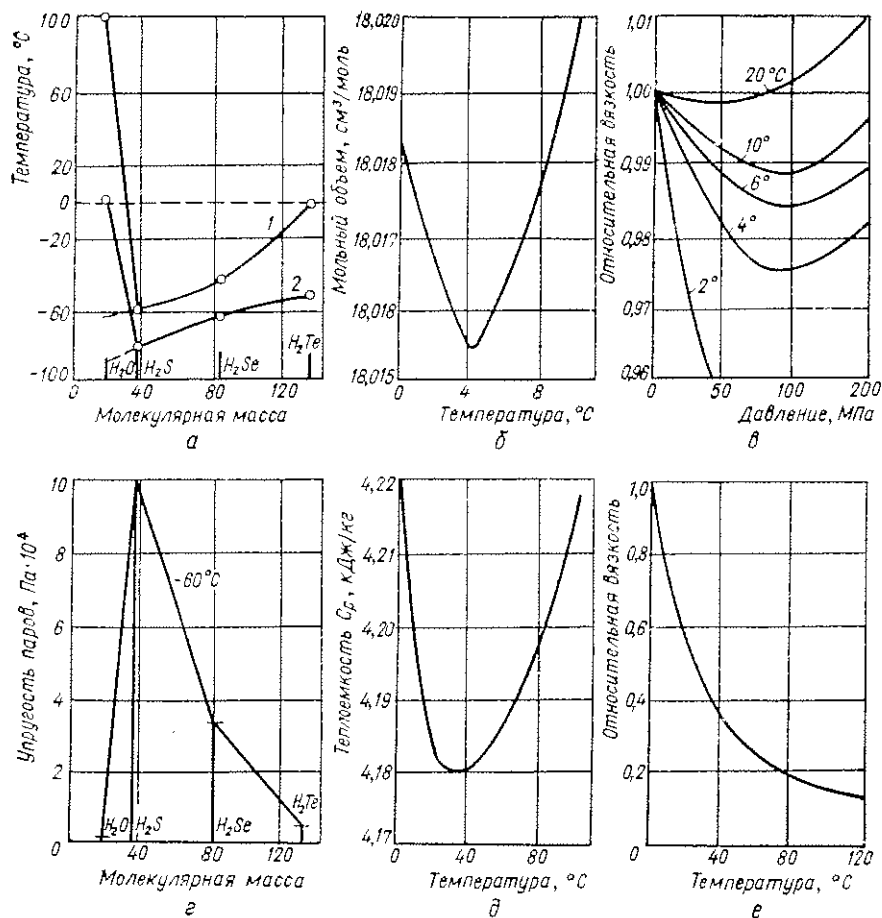 Температура, °С
100
60
20
0
-20
-60
-100
1
2
H₂O
H₂S
H₂Se
H₂Te
0
40
80
120
Молекулярная масса
а
Мольный объем, см³/моль
18,020
18,019
18,018
18,017
18,018
18,015
0
4
8
Температура, °С
б
Относительная вязкость
1,01
1,00
0,99
0,98
0,97
0,96
20°С
10°
6°
4°
2°
0
50
100
200
Давление, МПа
в
Упругость паров, Па·10⁴
10
8
6
4
2
0
-60°С
H₂O
H₂S
H₂Se
H₂Te
40
80
120
Молекулярная масса
г
Теплоемкость Cp, кДж/кг
4,22
4,21
4,20
4,19
4,18
4,17
0
40
80
Температура, °С
д
Относительная вязкость
1,0
0,8
0,6
0,4
0,2
0
40
80
120
Температура, °С
е